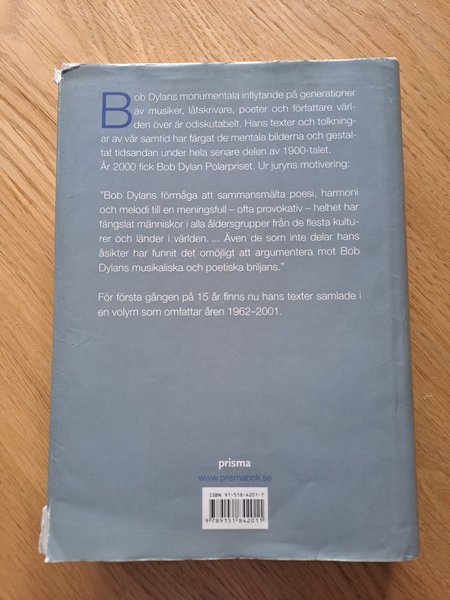 Bob Dylans monumentala inflytande på generationer
av musiker, låtskrivare, poeter och författare värl-
den över är odiskutabelt. Hans texter och tolkning-
ar av vår samtid har färgat de mentala bilderna och gestal-
tat tidsandan under hela senare delen av 1900-talet.
År 2000 fick Bob Dylan Polarpriset. Ur juryns motivering:
”Bob Dylans förmåga att sammansmälta poesi, harmoni
och melodi till en meningsfull – ofta provokativ – helhet har
fängslat människor i alla åldersgrupper från de flesta kultu-
rer och länder i världen. ... Även de som inte delar hans
åsikter har funnit det omöjligt att argumentera mot Bob
Dylans musikaliska och poetiska briljans.”
För första gången på 15 år finns nu hans texter samlade i
en volym som omfattar åren 1962–2001.
prisma
www.prismabok.se
ISBN 91-518-4201-7
9 789151 842011